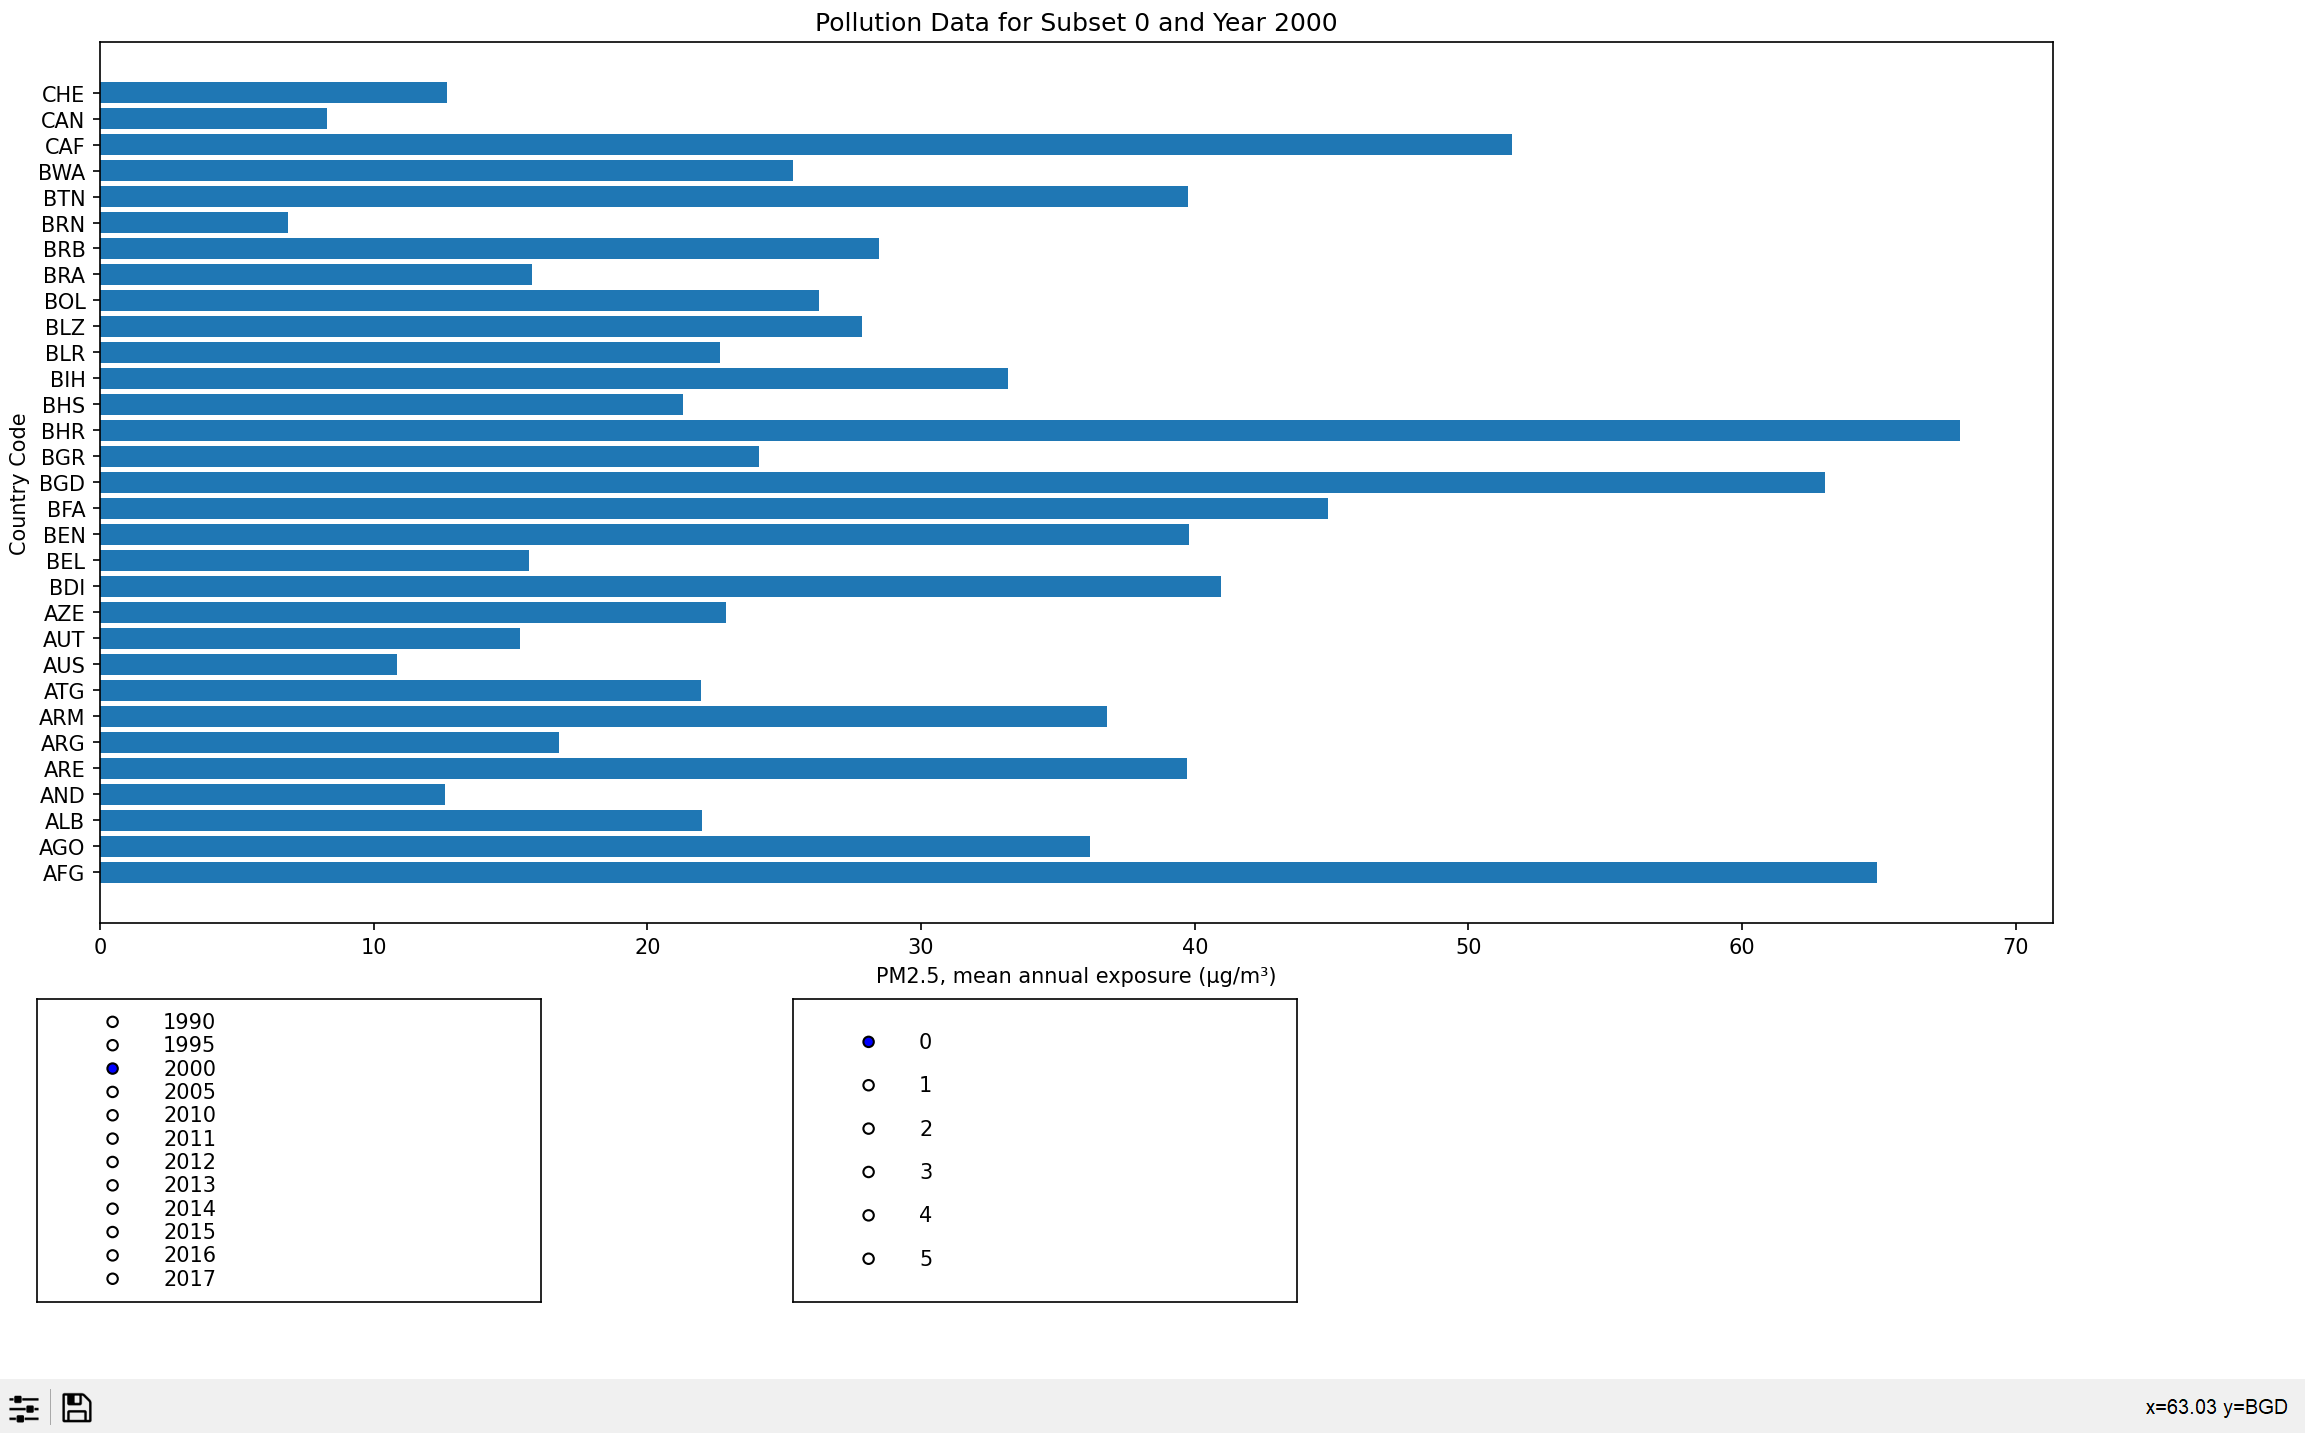 Pollution Data for Subset 0 and Year 2000
CHE
CAN
CAF
BWA
BTN
BRN
BRB
BRA
BOL
BLZ
BLR
BIH
BHS
BHR
BGR
BGD
BFA
BEN
BEL
BDI
AZE
AUT
AUS
ATG
ARM
ARG
ARE
AND
ALB
AGO
AFG
Country Code
0 10 20 30 40 50 60 70
PM2.5, mean annual exposure (µg/m³)
1990
1995
2000
2005
2010
2011
2012
2013
2014
2015
2016
2017
0
1
2
3
4
5
x=63.03 y=BGD